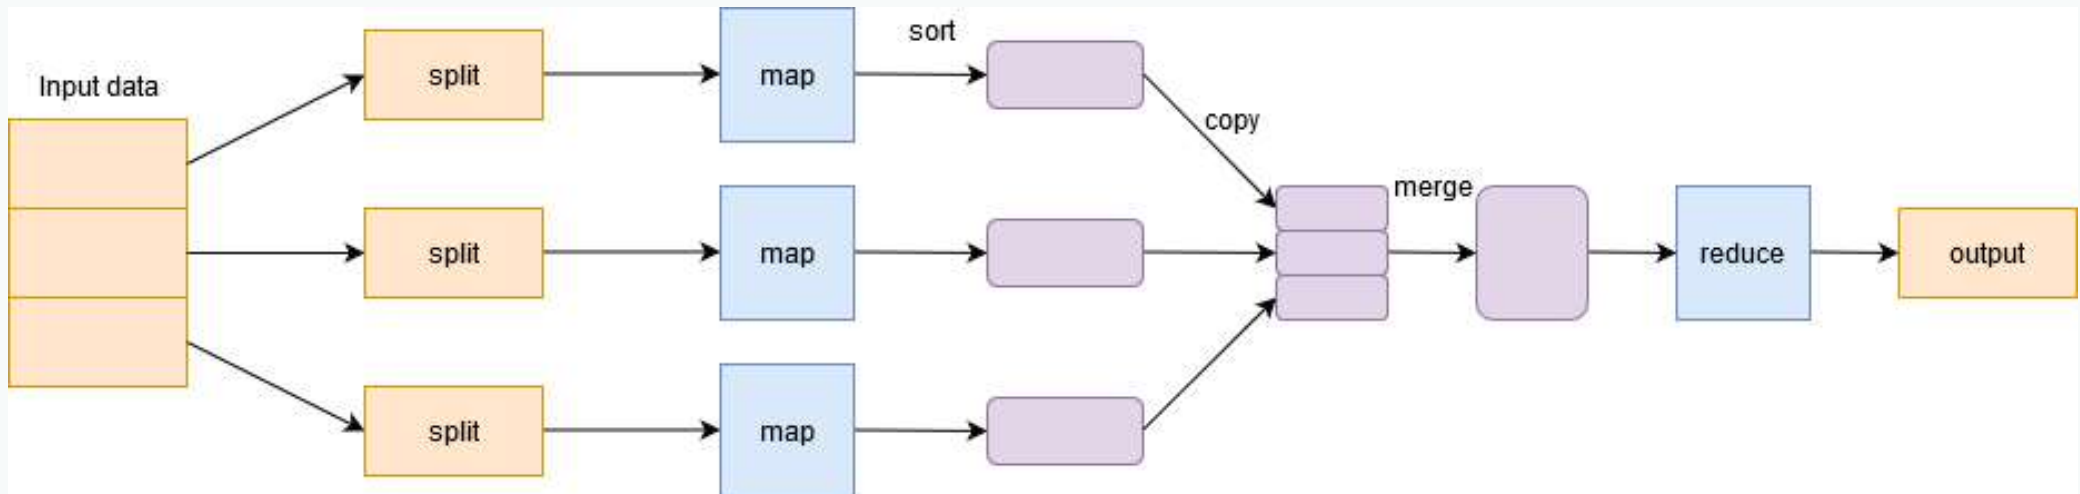 Input data
split
map
sort
copy
split
map
merge
reduce
output
split
map